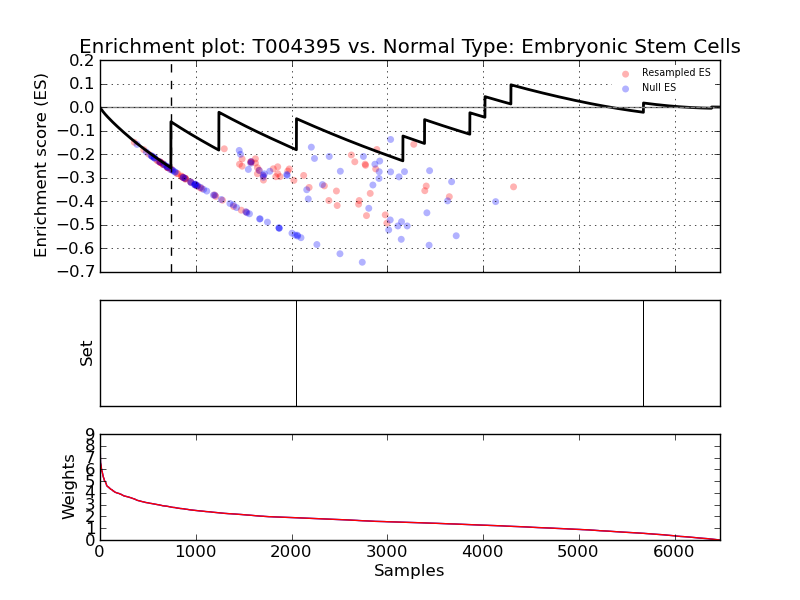 Enrichment plot: T004395 vs. Normal Type: Embryonic Stem Cells
0.2
0.1
0.0
−0.1
−0.2
−0.3
−0.4
−0.5
−0.6
−0.7
Enrichment score (ES)
Resampled ES
Null ES
Set
9
8
7
6
5
4
3
2
1
0
Weights
0 1000 2000 3000 4000 5000 6000
Samples